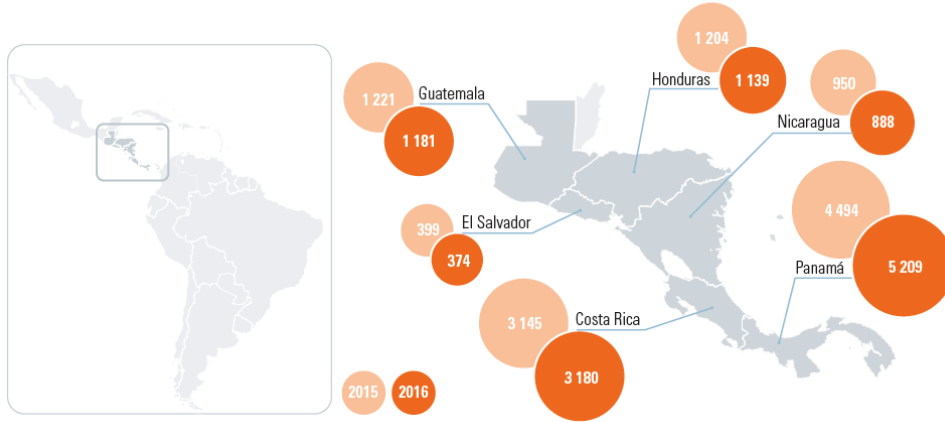 1 204
Honduras
1 139
950
Nicaragua
888
1 221
Guatemala
1 181
399
El Salvador
374
4 494
Panamá
5 209
3 145
Costa Rica
3 180
2015
2016